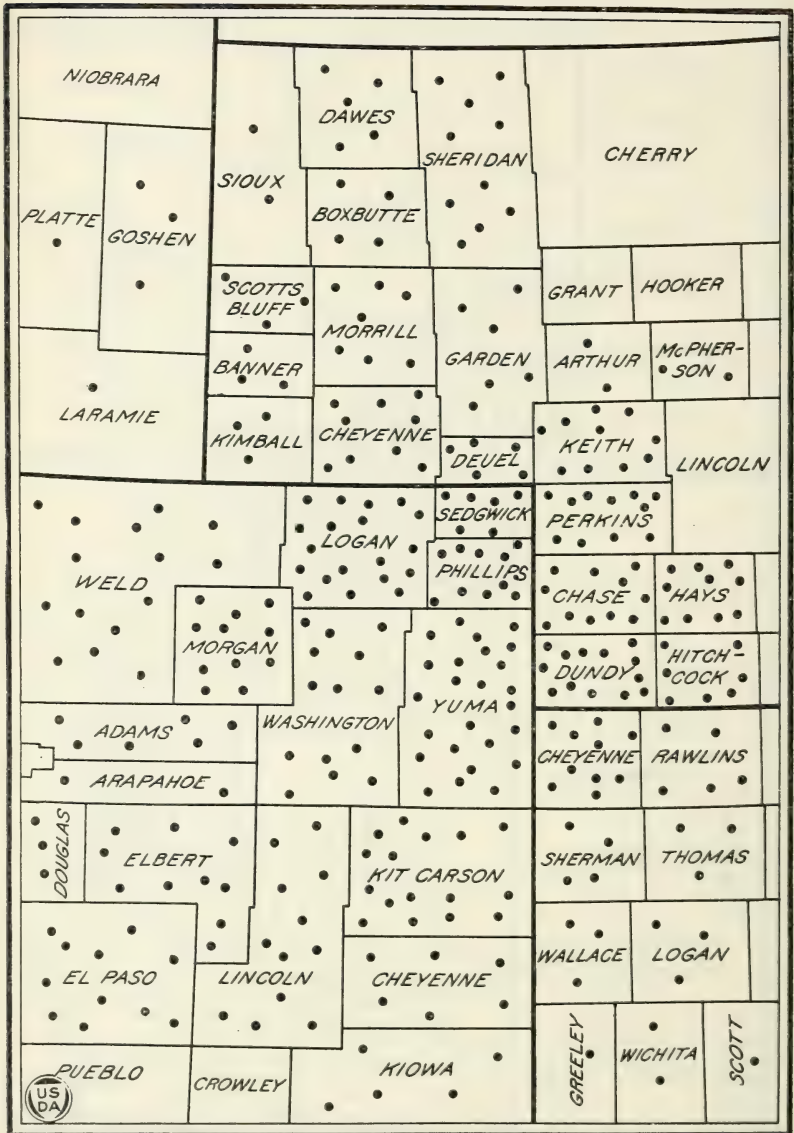 NIOBRARA
DAWES
CHERRY
SIOUX
SHERIDAN
PLATTE
GOSHEN
BOXBUTTE
SCOTTS
BLUFF
MORRILL
GRANT
HOOKER
BANNER
GARDEN
ARTHUR
McPHER-
SON
LARAMIE
KIMBALL
CHEYENNE
DEUEL
KEITH
LINCOLN
WELD
LOGAN
SEDGWICK
PERKINS
PHILLIPS
CHASE
HAYS
MORGAN
DUNDY
HITCH-
COCK
ADAMS
WASHINGTON
YUMA
ARAPAHOE
CHEYENNE
RAWLINS
DOUGLAS
ELBERT
KIT CARSON
SHERMAN
THOMAS
EL PASO
LINCOLN
CHEYENNE
WALLACE
LOGAN
PUEBLO
CROWLEY
KIOWA
GREELEY
WICHITA
SCOTT
US
DA